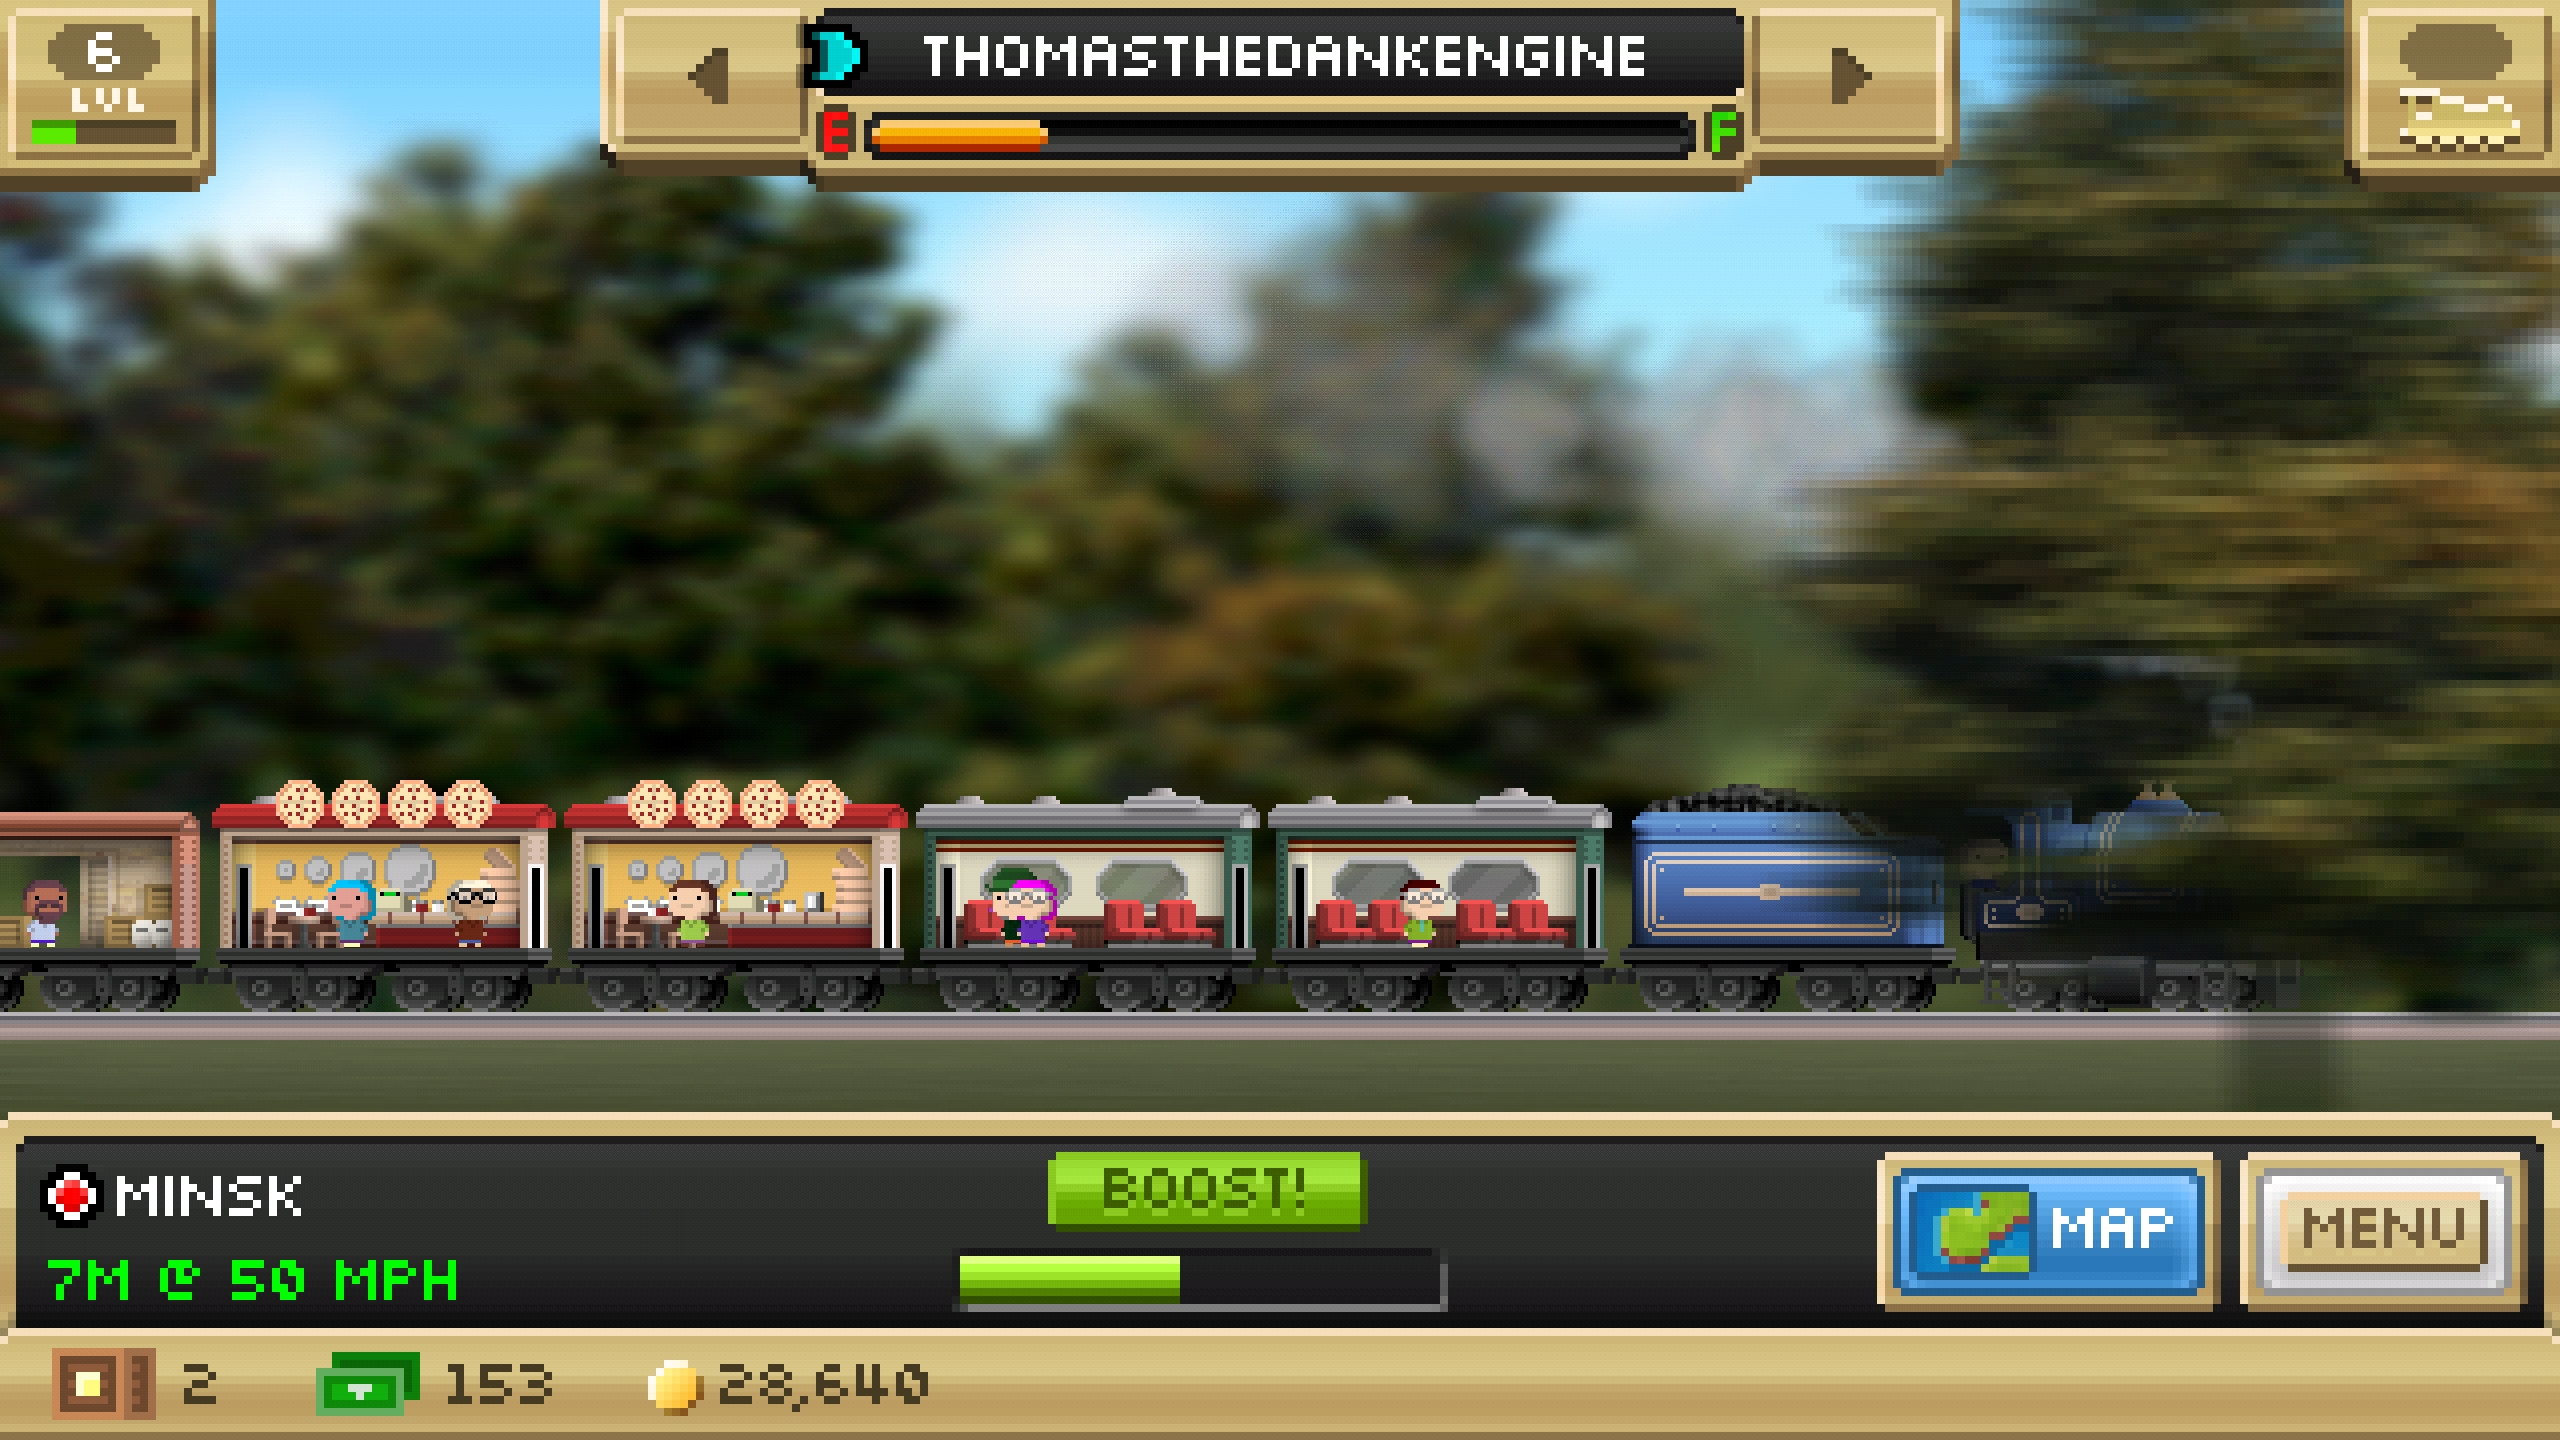 6
LVL
THOMASTHEDANKENGINE
E F
MINSK
BOOST!
7M @ 50 MPH
MAP
MENU
2 153 28,640